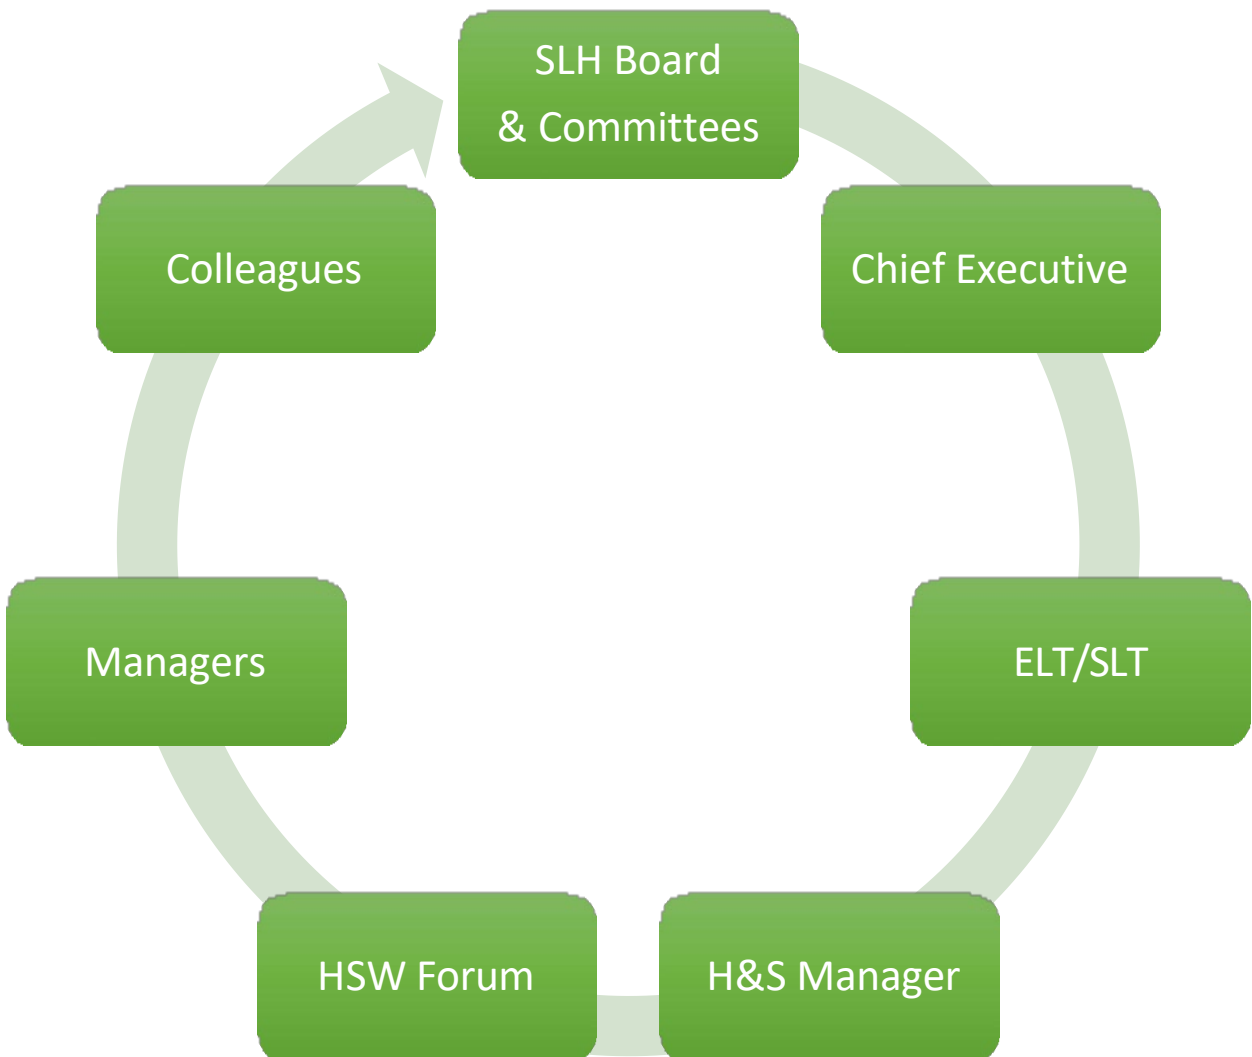 SLH Board
& Committees
Chief Executive
ELT/SLT
H&S Manager
HSW Forum
Managers
Colleagues